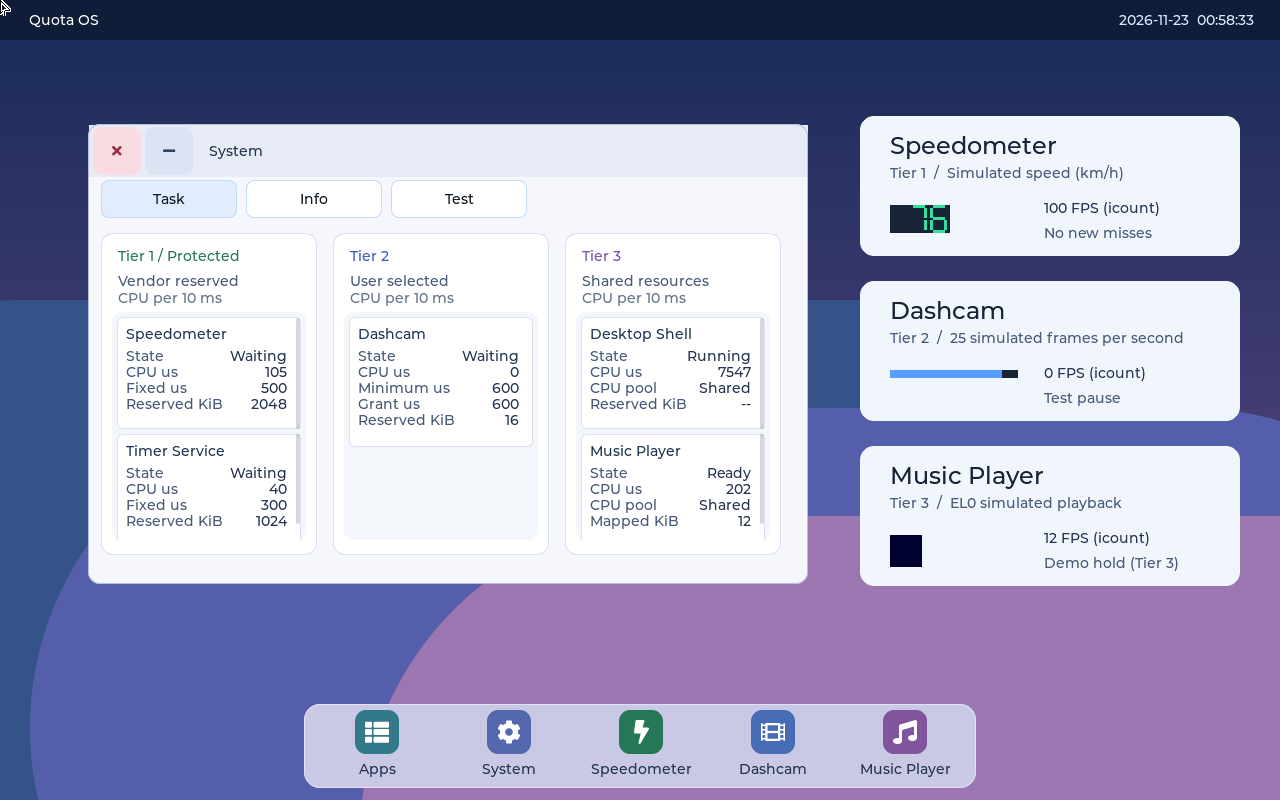 Quota OS
2026-11-23 00:58:33
System
Task
Info
Test
Tier 1 / Protected
Vendor reserved
CPU per 10 ms
Speedometer
State Waiting
CPU us 105
Fixed us 500
Reserved KiB 2048
Timer Service
State Waiting
CPU us 40
Fixed us 300
Reserved KiB 1024
Tier 2
User selected
CPU per 10 ms
Dashcam
State Waiting
CPU us 0
Minimum us 600
Grant us 600
Reserved KiB 16
Tier 3
Shared resources
CPU per 10 ms
Desktop Shell
State Running
CPU us 7547
CPU pool Shared
Reserved KiB --
Music Player
State Ready
CPU us 202
CPU pool Shared
Mapped KiB 12
Speedometer
Tier 1 / Simulated speed (km/h)
76
100 FPS (icount)
No new misses
Dashcam
Tier 2 / 25 simulated frames per second
0 FPS (icount)
Test pause
Music Player
Tier 3 / EL0 simulated playback
12 FPS (icount)
Demo hold (Tier 3)
Apps
System
Speedometer
Dashcam
Music Player